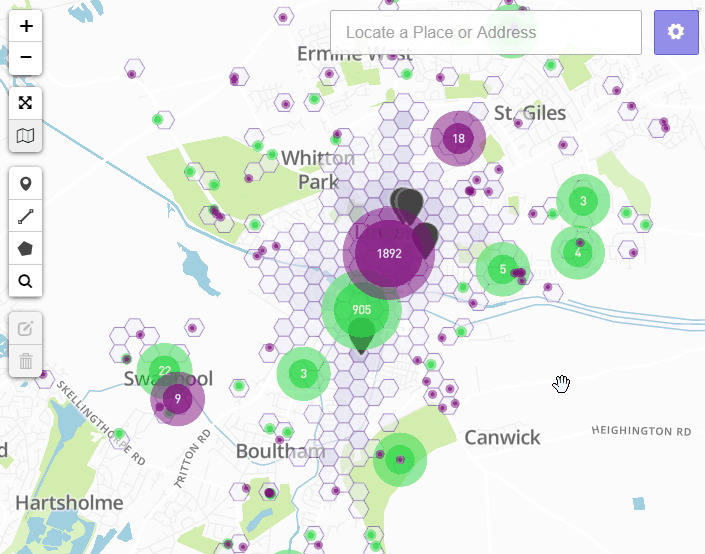 +
−
Locate a Place or Address
Ermine West
St. Giles
18
Whitton
Park
3
1892
4
5
905
22
3
Swanpool
9
SKELLINGTHORPE RD
TRITTON RD
Boultham
Canwick
HEIGHINGTON RD
d
Hartsholme